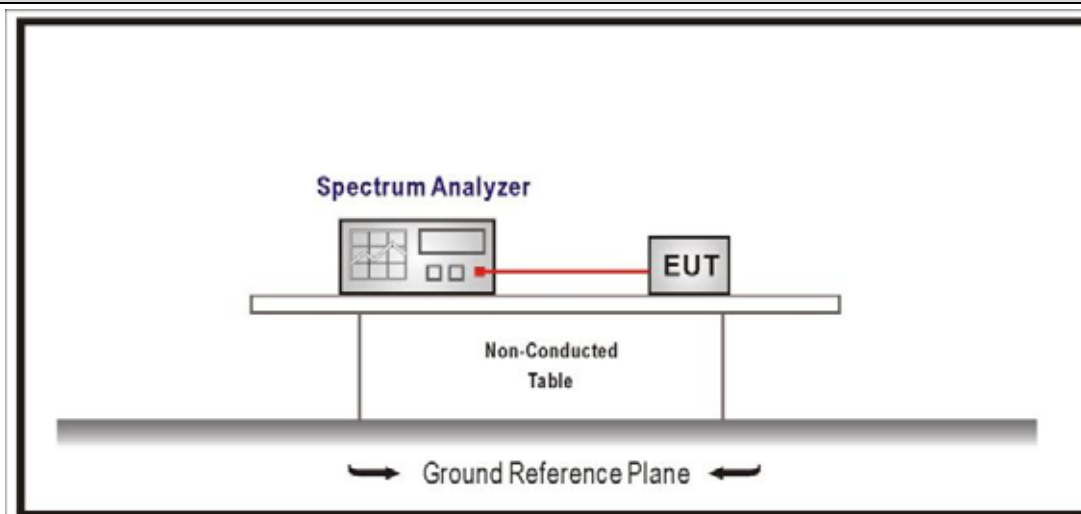 Spectrum Analyzer
EUT
Non-Conducted
Table
Ground Reference Plane